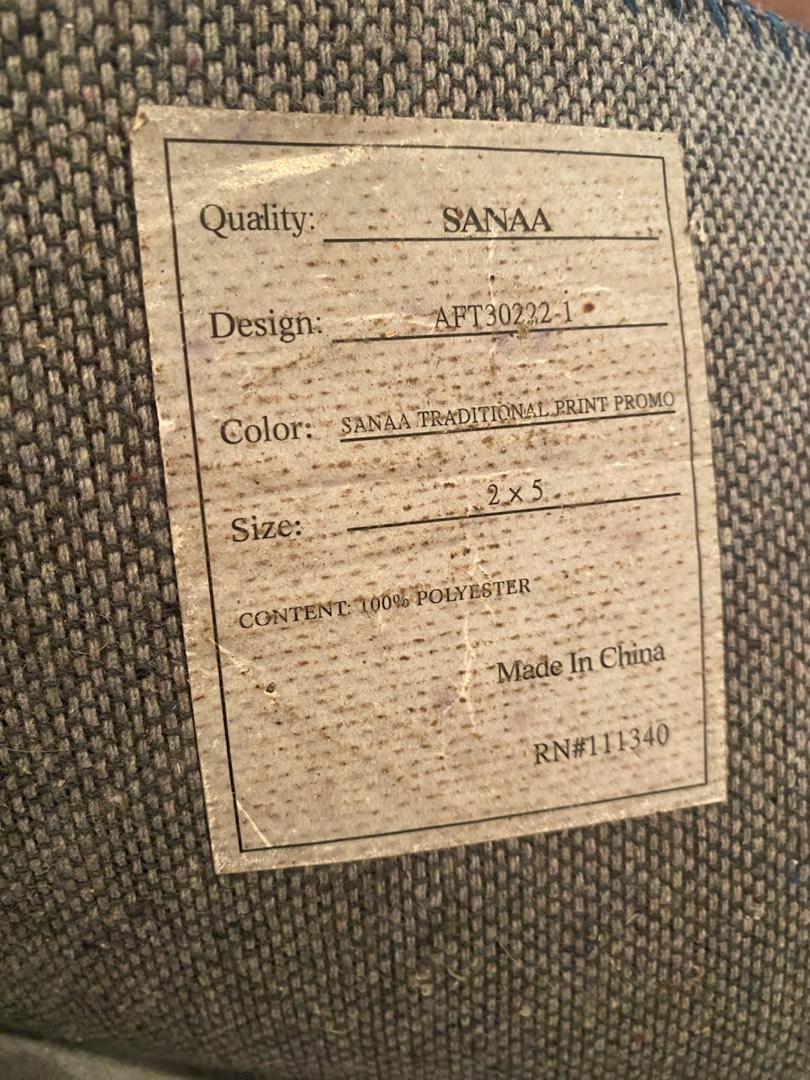 Quality: SANAA
Design: AFT30222-1
Color: SANAA TRADITIONAL PRINT PROMO
Size: 2 x 5
CONTENT: 100% POLYESTER
Made In China
RN#111340